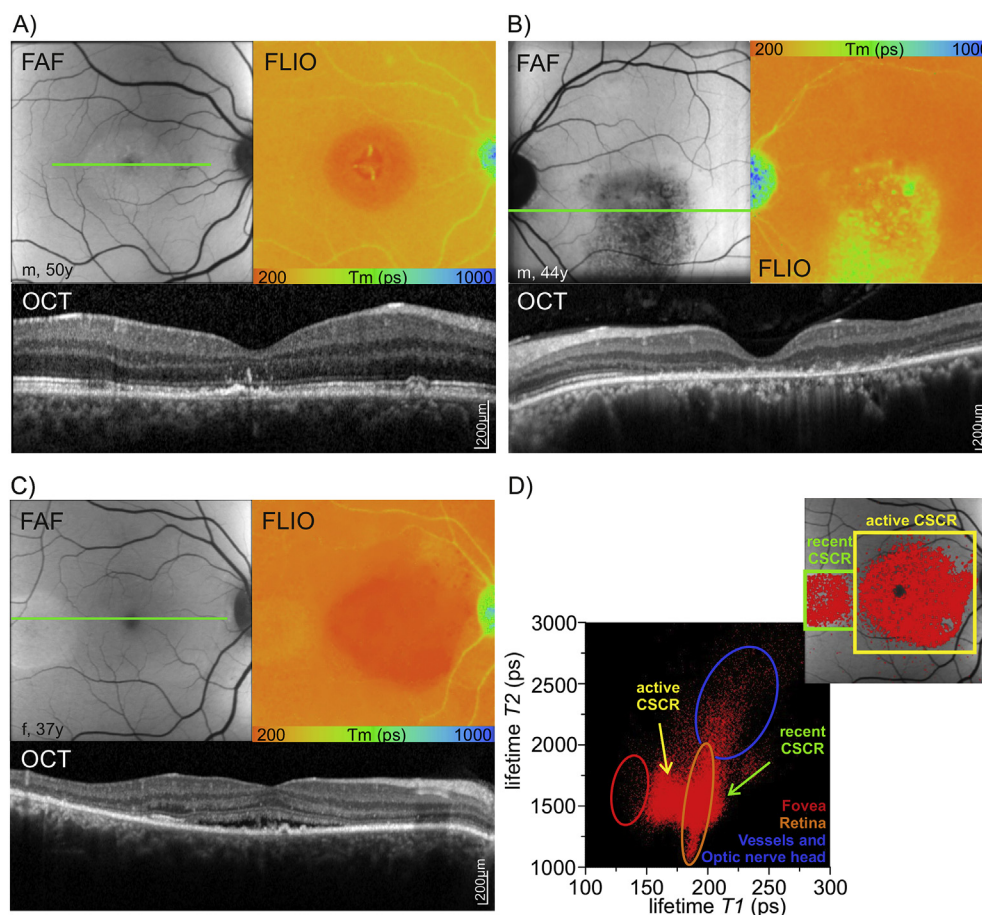 A)
FAF
FLIO
m, 50y
200 Tm (ps) 1000
OCT
200µm
B)
200 Tm (ps) 1000
FAF
m, 44y
FLIO
OCT
200µm
C)
FAF
FLIO
f, 37y
200 Tm (ps) 1000
OCT
200µm
D)
active CSCR
recent
CSCR
3000
2500
2000
1500
1000
lifetime T2 (ps)
active
CSCR
recent
CSCR
Fovea
Retina
Vessels and
Optic nerve head
100 150 200 250 300
lifetime T1 (ps)